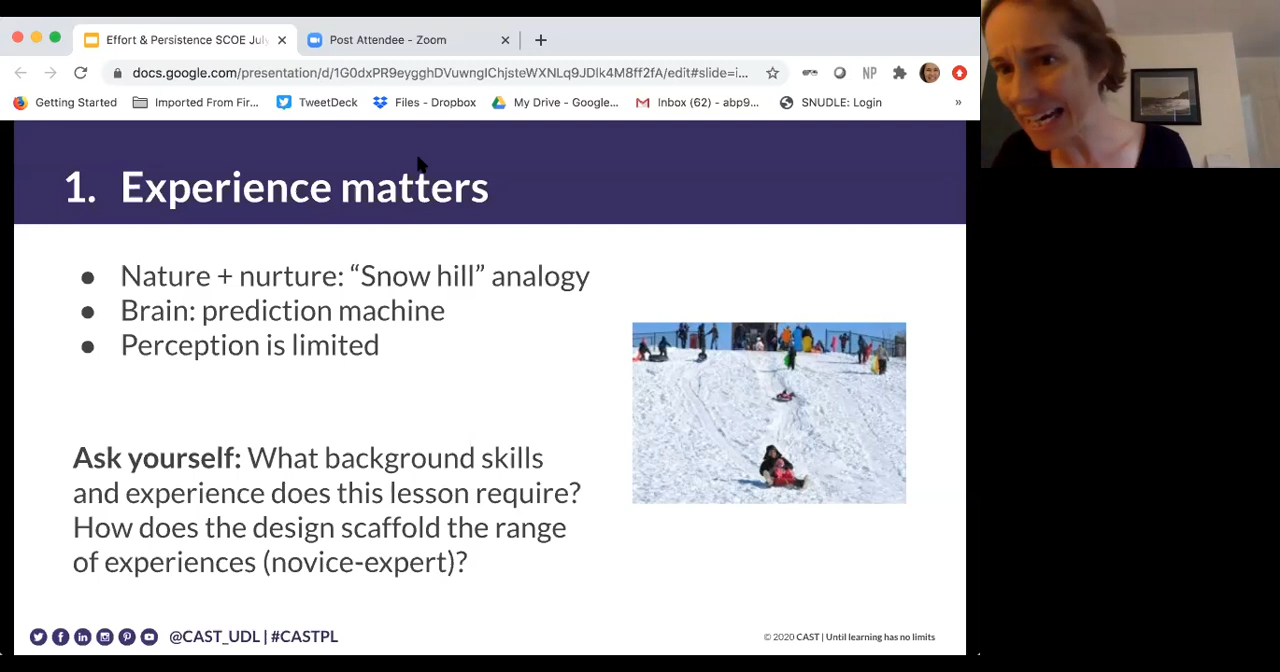 Effort & Persistence SCOE Jul
Post Attendee - Zoom
docs.google.com/presentation/d/1G0dxPR9eygghDVuwngIChjsteWXNLq9JDlk4M8ff2fA/edit#slide=i...
NP
Getting Started
Imported From Fir...
TweetDeck
Files - Dropbox
My Drive - Google...
Inbox (62) - abp9...
SNUDLE: Login
»
1. Experience matters
● Nature + nurture: “Snow hill” analogy
● Brain: prediction machine
● Perception is limited
Ask yourself: What background skills
and experience does this lesson require?
How does the design scaffold the range
of experiences (novice-expert)?
@CAST_UDL | #CASTPL
© 2020 CAST | Until learning has no limits